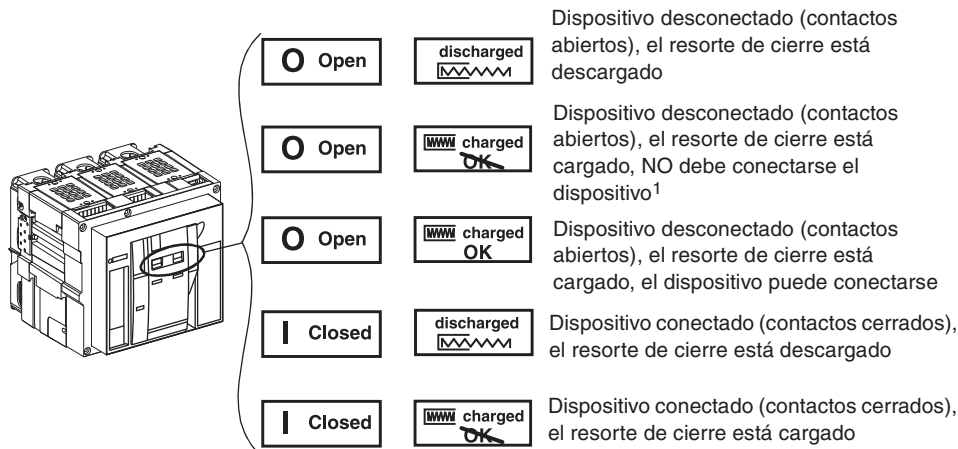 O Open
discharged
Dispositivo desconectado (contactos
abiertos), el resorte de cierre está
descargado
O Open
charged
OK
Dispositivo desconectado (contactos
abiertos), el resorte de cierre está
cargado, NO debe conectarse el
dispositivo1
O Open
charged
OK
Dispositivo desconectado (contactos
abiertos), el resorte de cierre está
cargado, el dispositivo puede conectarse
I Closed
discharged
Dispositivo conectado (contactos cerrados),
el resorte de cierre está descargado
I Closed
charged
OK
Dispositivo conectado (contactos cerrados),
el resorte de cierre está cargado